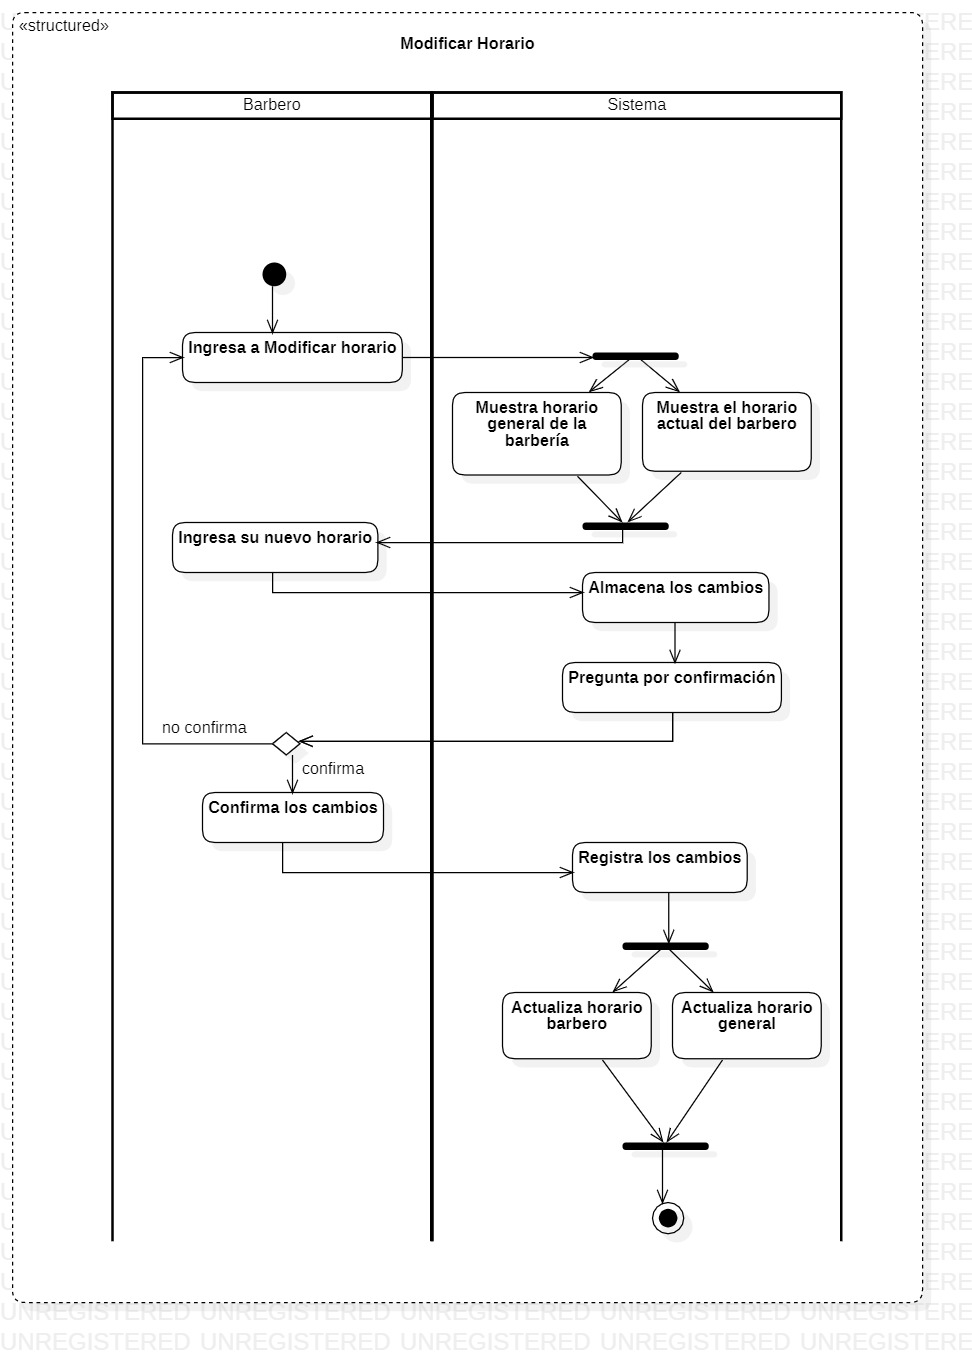 «structured»
Modificar Horario
Barbero
Sistema
Ingresa a Modificar horario
Muestra horario
general de la
barbería
Muestra el horario
actual del barbero
Ingresa su nuevo horario
Almacena los cambios
Pregunta por confirmación
no confirma
confirma
Confirma los cambios
Registra los cambios
Actualiza horario
barbero
Actualiza horario
general
UNREGISTERED UNREGISTERED UNREGISTERED UNREGISTERED UNREGISTERED
UNREGISTERED UNREGISTERED UNREGISTERED UNREGISTERED UNREGISTERED